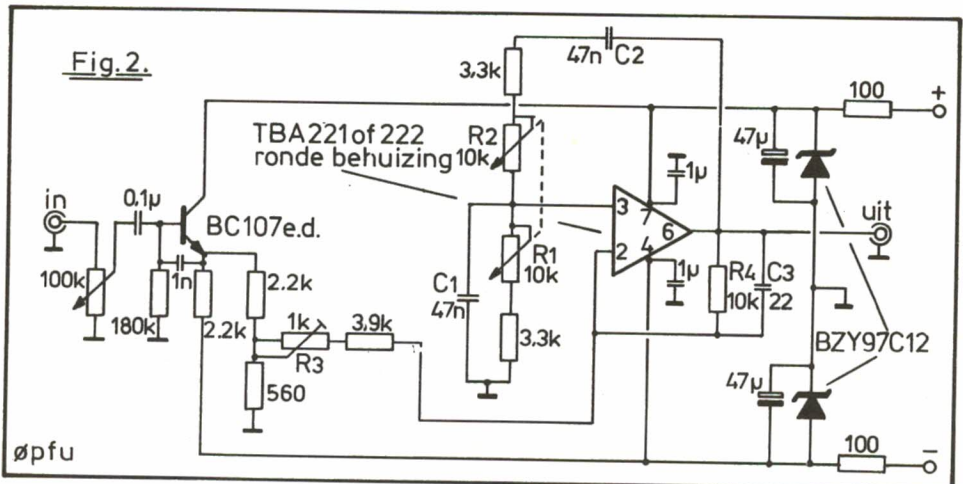 Fig.2.
3,3k
47n C2
100
+
TBA221 of 222
ronde behuizing
R2
10k
47µ
1µ
in
0,1µ
BC107e.d.
3
7
6
2
4
uit
1n
100k
180k
2.2k
2.2k
R1
10k
C1
47n
1µ
R4
10k
C3
22
1k
R3
3,9k
3,3k
BZY97C12
560
47µ
100
−
øpfu